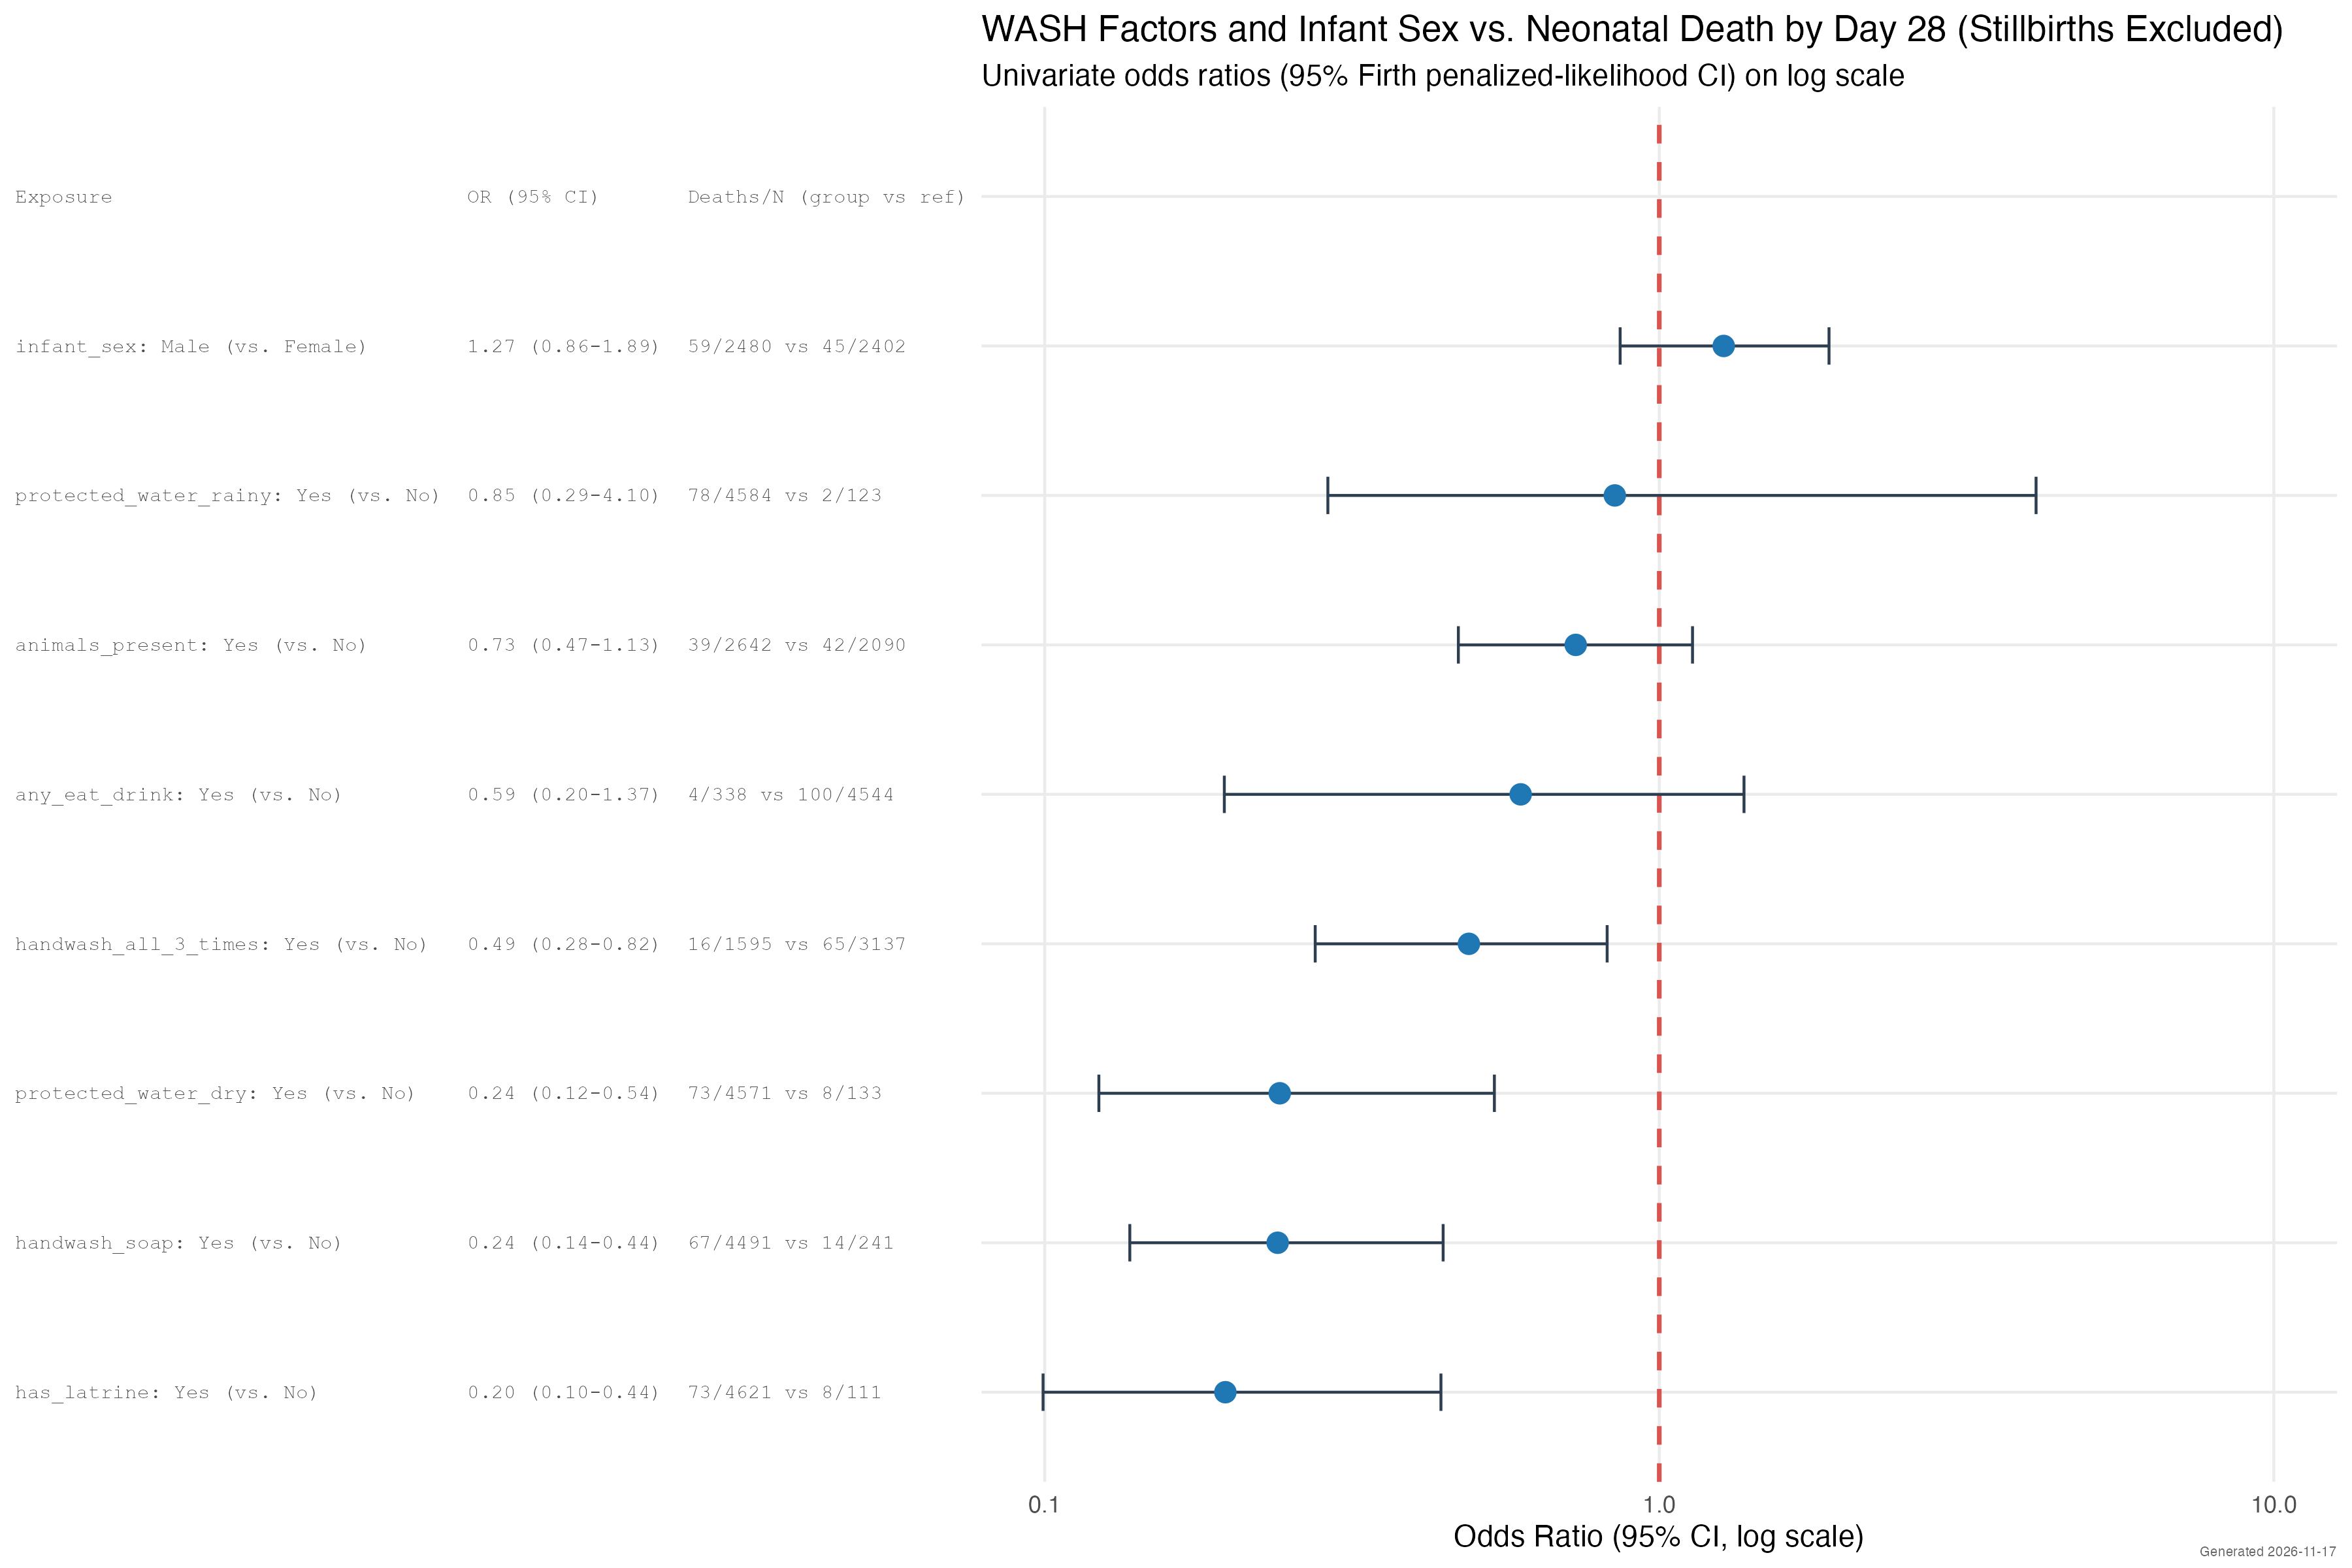 WASH Factors and Infant Sex vs. Neonatal Death by Day 28 (Stillbirths Excluded)
Univariate odds ratios (95% Firth penalized-likelihood CI) on log scale
Exposure OR (95% CI) Deaths/N (group vs ref)
infant_sex: Male (vs. Female) 1.27 (0.86-1.89) 59/2480 vs 45/2402
protected_water_rainy: Yes (vs. No) 0.85 (0.29-4.10) 78/4584 vs 2/123
animals_present: Yes (vs. No) 0.73 (0.47-1.13) 39/2642 vs 42/2090
any_eat_drink: Yes (vs. No) 0.59 (0.20-1.37) 4/338 vs 100/4544
handwash_all_3_times: Yes (vs. No) 0.49 (0.28-0.82) 16/1595 vs 65/3137
protected_water_dry: Yes (vs. No) 0.24 (0.12-0.54) 73/4571 vs 8/133
handwash_soap: Yes (vs. No) 0.24 (0.14-0.44) 67/4491 vs 14/241
has_latrine: Yes (vs. No) 0.20 (0.10-0.44) 73/4621 vs 8/111
0.1 1.0 10.0
Odds Ratio (95% CI, log scale)
Generated 2026-11-17